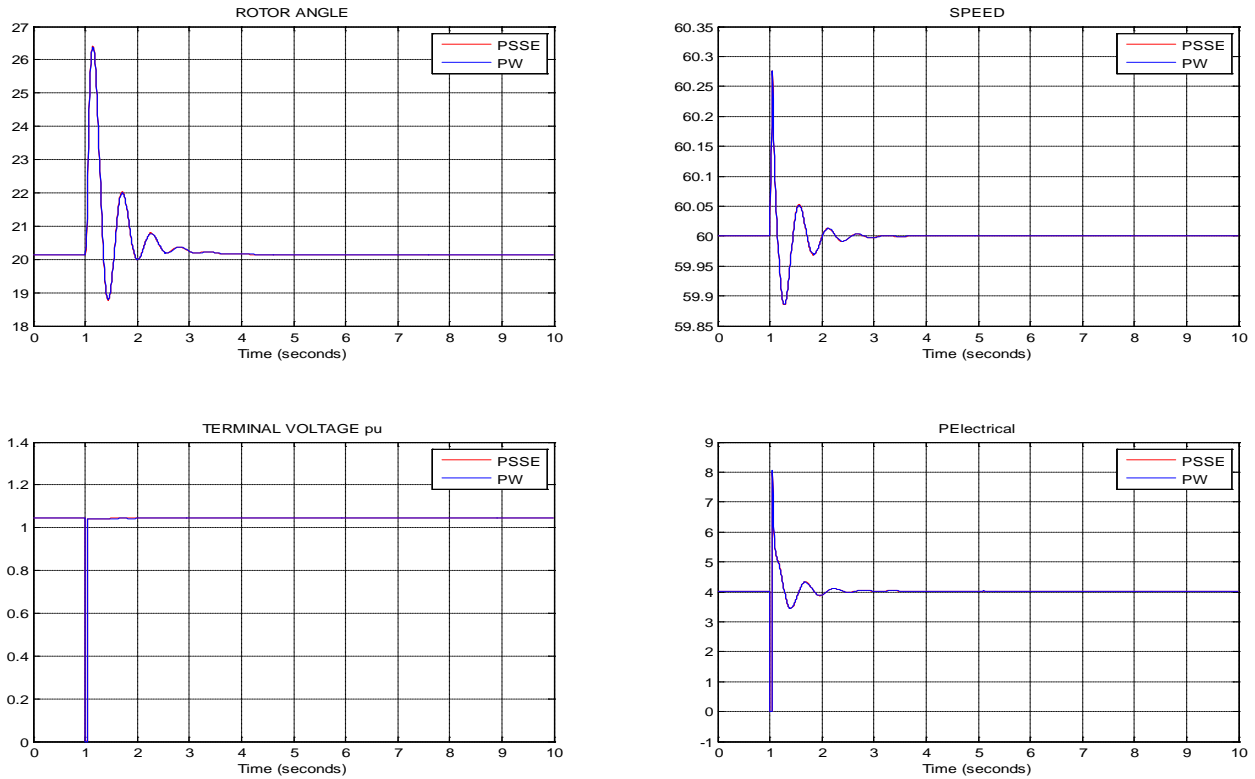 ROTOR ANGLE
27
26
25
24
23
22
21
20
19
18
PSSE
PW
0 1 2 3 4 5 6 7 8 9 10
Time (seconds)
SPEED
60.35
60.3
60.25
60.2
60.15
60.1
60.05
60
59.95
59.9
59.85
PSSE
PW
0 1 2 3 4 5 6 7 8 9 10
Time (seconds)
TERMINAL VOLTAGE pu
1.4
1.2
1
0.8
0.6
0.4
0.2
0
PSSE
PW
0 1 2 3 4 5 6 7 8 9 10
Time (seconds)
PElectrical
9
8
7
6
5
4
3
2
1
0
-1
PSSE
PW
0 1 2 3 4 5 6 7 8 9 10
Time (seconds)